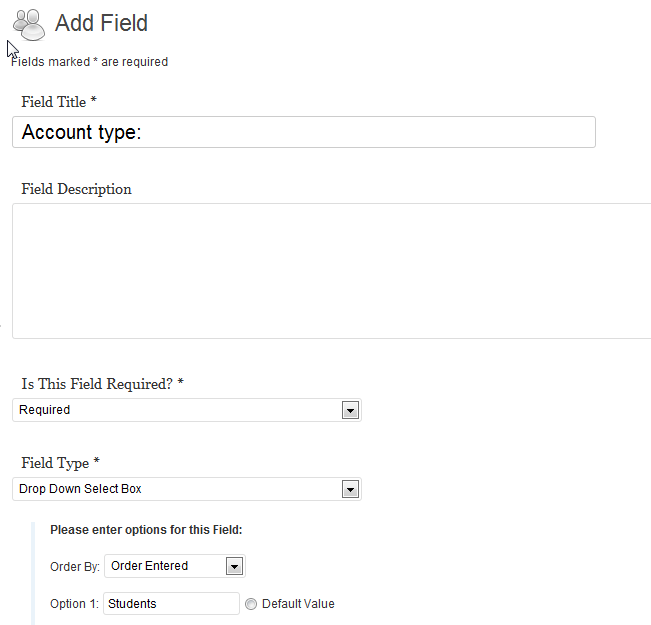 Add Field
Fields marked * are required
Field Title *
Account type:
Field Description
Is This Field Required? *
Required
Field Type *
Drop Down Select Box
Please enter options for this Field:
Order By: Order Entered
Option 1: Students Default Value